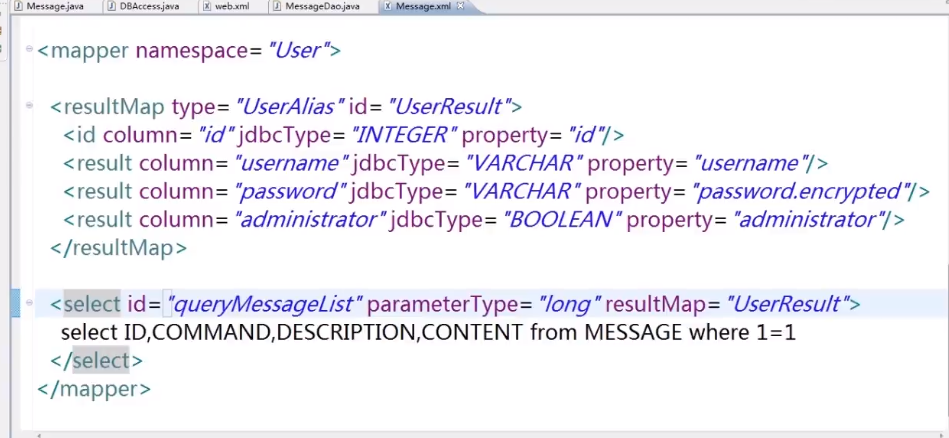 Message.java DBAccess.java web.xml MessageDao.java Message.xml
<mapper namespace="User">
<resultMap type="UserAlias" id="UserResult">
<id column="id" jdbcType="INTEGER" property="id"/>
<result column="username" jdbcType="VARCHAR" property="username"/>
<result column="password" jdbcType="VARCHAR" property="password.encrypted"/>
<result column="administrator" jdbcType="BOOLEAN" property="administrator"/>
</resultMap>
<select id="queryMessageList" parameterType="long" resultMap="UserResult">
select ID,COMMAND,DESCRIPTION,CONTENT from MESSAGE where 1=1
</select>
</mapper>